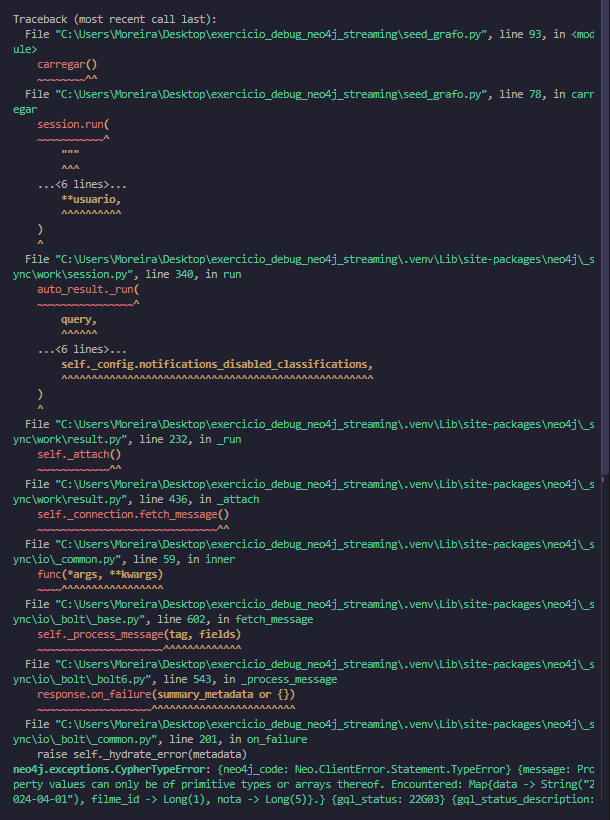 Traceback (most recent call last):
  File "C:\Users\Moreira\Desktop\exercicio_debug_neo4j_streaming\seed_grafo.py", line 93, in <mod
ule>
    carregar()
    ~~~~~~~~^^
  File "C:\Users\Moreira\Desktop\exercicio_debug_neo4j_streaming\seed_grafo.py", line 78, in carr
egar
    session.run(
    ~~~~~~~~~~~^
        """
        ^^^
    ...<6 lines>...
        **usuario,
        ^^^^^^^^^^
    )
    ^
  File "C:\Users\Moreira\Desktop\exercicio_debug_neo4j_streaming\.venv\Lib\site-packages\neo4j\_s
ync\work\session.py", line 340, in run
    auto_result._run(
    ~~~~~~~~~~~~~~~~^
        query,
        ^^^^^^
    ...<6 lines>...
        self._config.notifications_disabled_classifications,
        ^^^^^^^^^^^^^^^^^^^^^^^^^^^^^^^^^^^^^^^^^^^^^^^^^^^^
    )
    ^
  File "C:\Users\Moreira\Desktop\exercicio_debug_neo4j_streaming\.venv\Lib\site-packages\neo4j\_s
ync\work\result.py", line 232, in _run
    self._attach()
    ~~~~~~~~~~~~^^
  File "C:\Users\Moreira\Desktop\exercicio_debug_neo4j_streaming\.venv\Lib\site-packages\neo4j\_s
ync\work\result.py", line 436, in _attach
    self._connection.fetch_message()
    ~~~~~~~~~~~~~~~~~~~~~~~~~~~~~~^^
  File "C:\Users\Moreira\Desktop\exercicio_debug_neo4j_streaming\.venv\Lib\site-packages\neo4j\_s
ync\io\_common.py", line 59, in inner
    func(*args, **kwargs)
    ~~~~^^^^^^^^^^^^^^^^^
  File "C:\Users\Moreira\Desktop\exercicio_debug_neo4j_streaming\.venv\Lib\site-packages\neo4j\_s
ync\io\_bolt\_base.py", line 602, in fetch_message
    self._process_message(tag, fields)
    ~~~~~~~~~~~~~~~~~~~~~^^^^^^^^^^^^^
  File "C:\Users\Moreira\Desktop\exercicio_debug_neo4j_streaming\.venv\Lib\site-packages\neo4j\_s
ync\io\_bolt\_bolt6.py", line 543, in _process_message
    response.on_failure(summary_metadata or {})
    ~~~~~~~~~~~~~~~~~~~^^^^^^^^^^^^^^^^^^^^^^^^
  File "C:\Users\Moreira\Desktop\exercicio_debug_neo4j_streaming\.venv\Lib\site-packages\neo4j\_s
ync\io\_bolt\_common.py", line 201, in on_failure
    raise self._hydrate_error(metadata)
neo4j.exceptions.CypherTypeError: {neo4j_code: Neo.ClientError.Statement.TypeError} {message: Pro
perty values can only be of primitive types or arrays thereof. Encountered: Map{data -> String("2
024-04-01"), filme_id -> Long(1), nota -> Long(5)}.} {gql_status: 22G03} {gql_status_description: